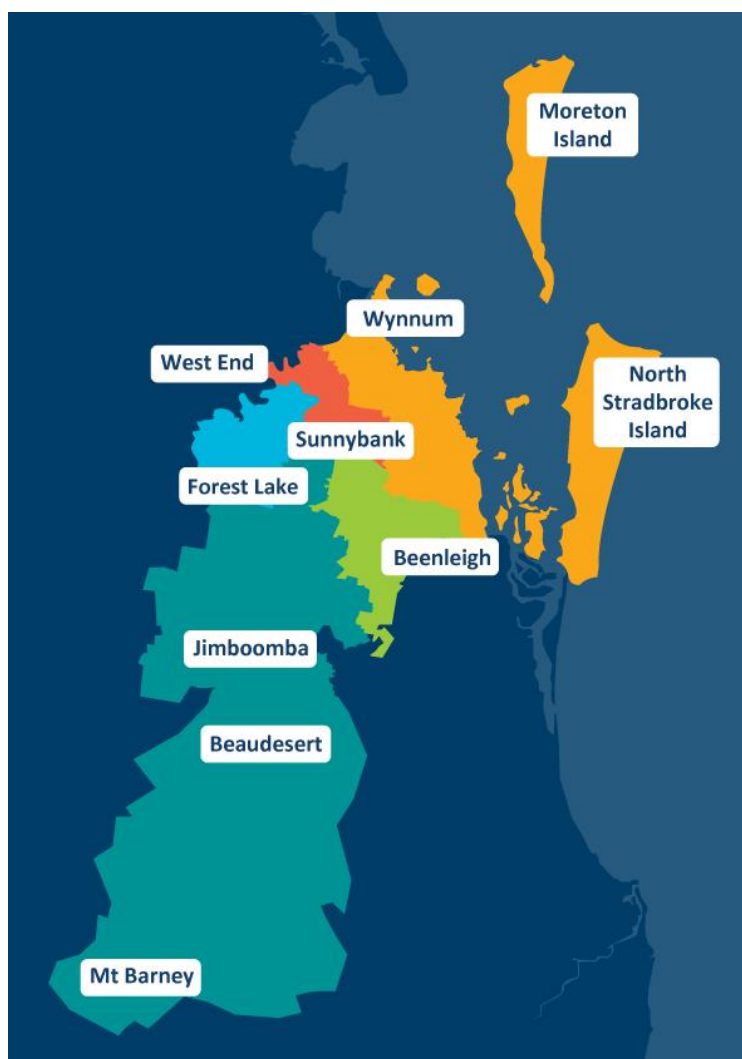 Moreton
Island
Wynnum
West End
North
Stradbroke
Island
Sunnybank
Forest Lake
Beenleigh
Jimboomba
Beaudesert
Mt Barney